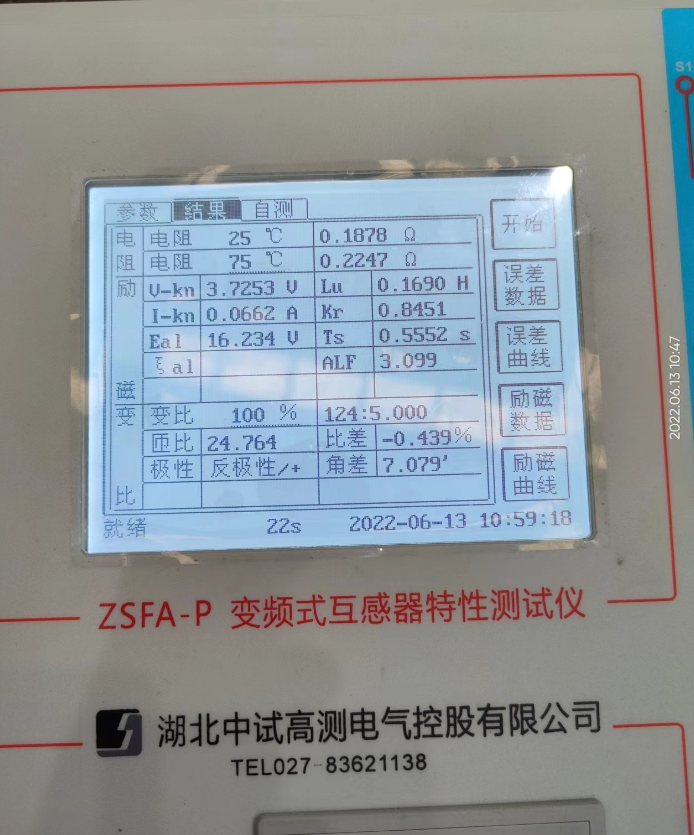 S1
参数 结果 自测
电阻 电阻 25 ℃ 0.1878 Ω
电阻 75 ℃ 0.2247 Ω
励磁 V-kn 3.7253 V Lu 0.1690 H
I-kn 0.0662 A Kr 0.8451
Eal 16.234 V Ts 0.5552 s
ξal ALF 3.099
变比 变比 100 % 124:5.000
匝比 24.764 比差 -0.439%
极性 反极性/+ 角差 7.079'
开始
误差
数据
误差
曲线
励磁
数据
励磁
曲线
就绪 22s 2022-06-13 10:59:18
ZSFA-P 变频式互感器特性测试仪
湖北中试高测电气控股有限公司
TEL027-83621138
2022.06.13 10:47